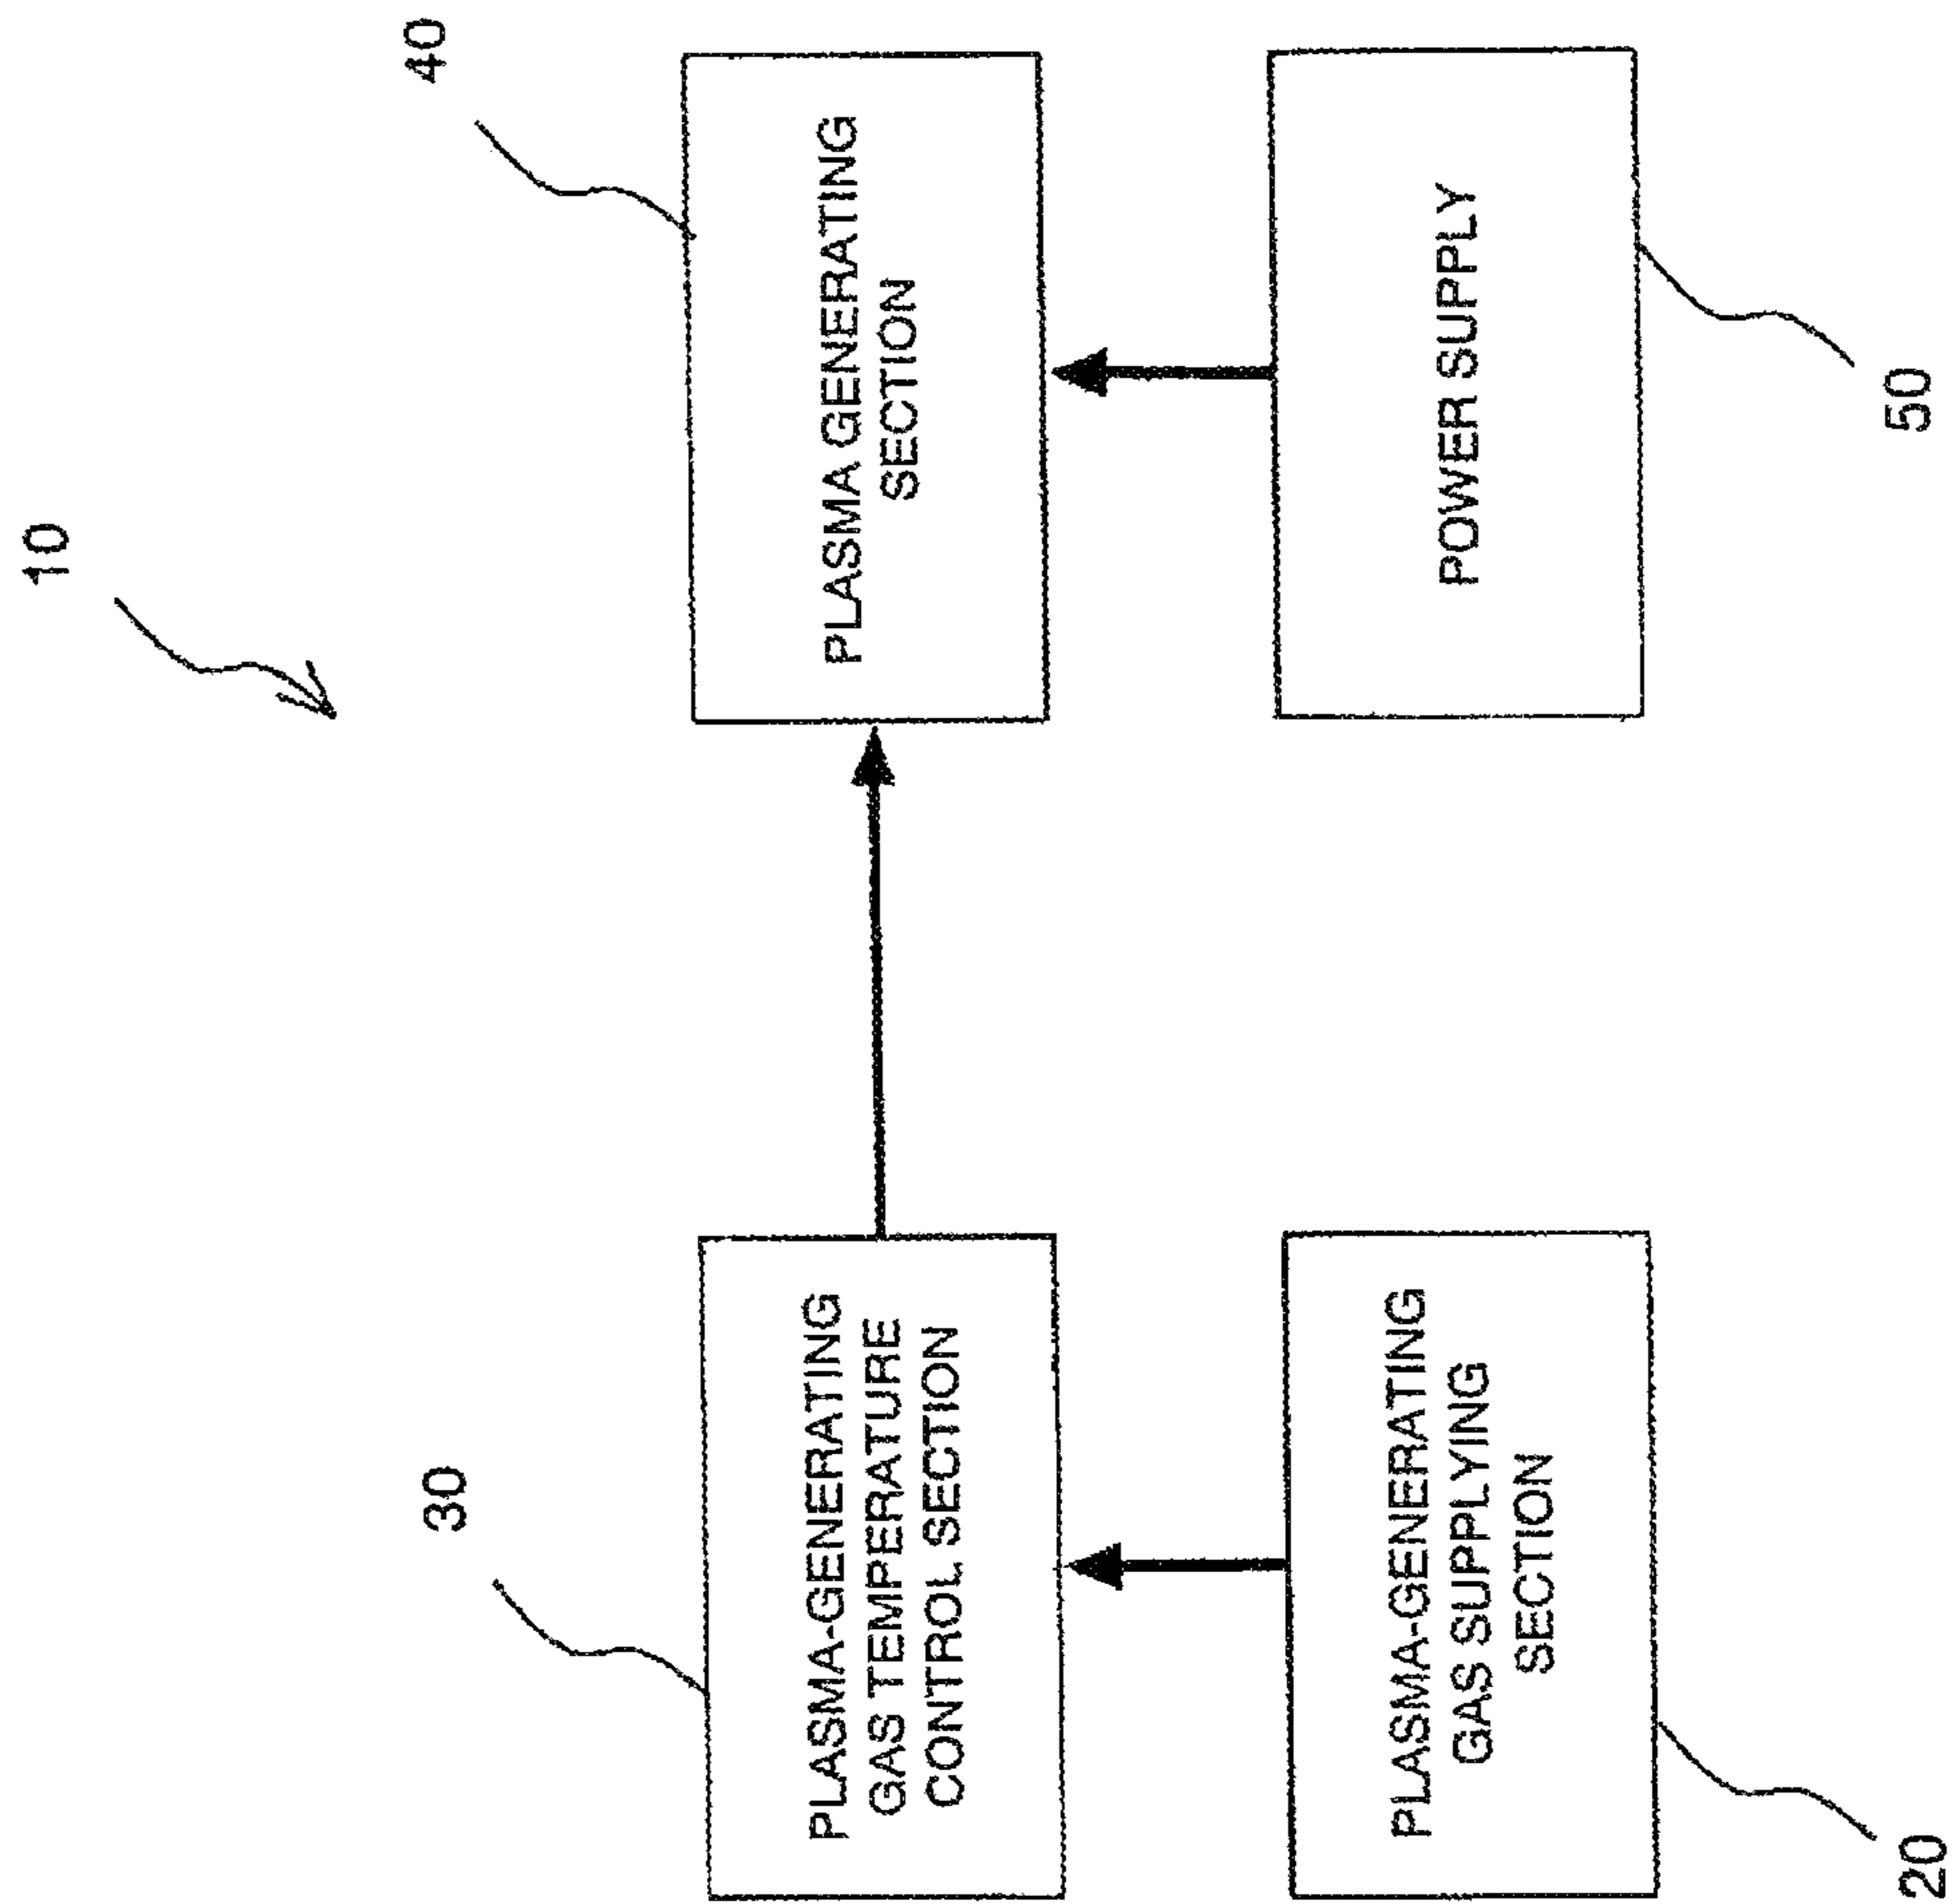 10
30
PLASMA-GENERATING
GAS TEMPERATURE
CONTROL SECTION
40
PLASMA GENERATING
SECTION
PLASMA-GENERATING
GAS SUPPLYING
SECTION
20
POWER SUPPLY
50